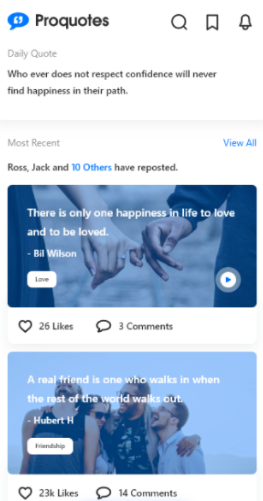 Proquotes
Daily Quote
Who ever does not respect confidence will never
find happiness in their path.
Most Recent
View All
Ross, Jack and 10 Others have reposted.
There is only one happiness in life to love
and to be loved.
- Bil Wilson
Love
26 Likes
3 Comments
A real friend is one who walks in when
the rest of the world walks out.
- Hubert H
Friendship
23k Likes
14 Comments